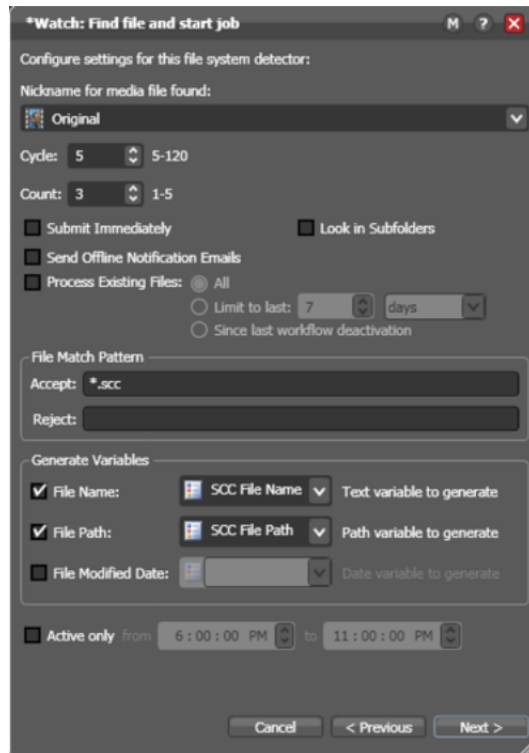 *Watch: Find file and start job M ? X
Configure settings for this file system detector:
Nickname for media file found:
Original
Cycle: 5 5-120
Count: 3 1-5
Submit Immediately Look in Subfolders
Send Offline Notification Emails
Process Existing Files: All
Limit to last: 7 days
Since last workflow deactivation
File Match Pattern
Accept: *.scc
Reject:
Generate Variables
File Name: SCC File Name Text variable to generate
File Path: SCC File Path Path variable to generate
File Modified Date: Date variable to generate
Active only from 6:00:00 PM to 11:00:00 PM
Cancel < Previous Next >